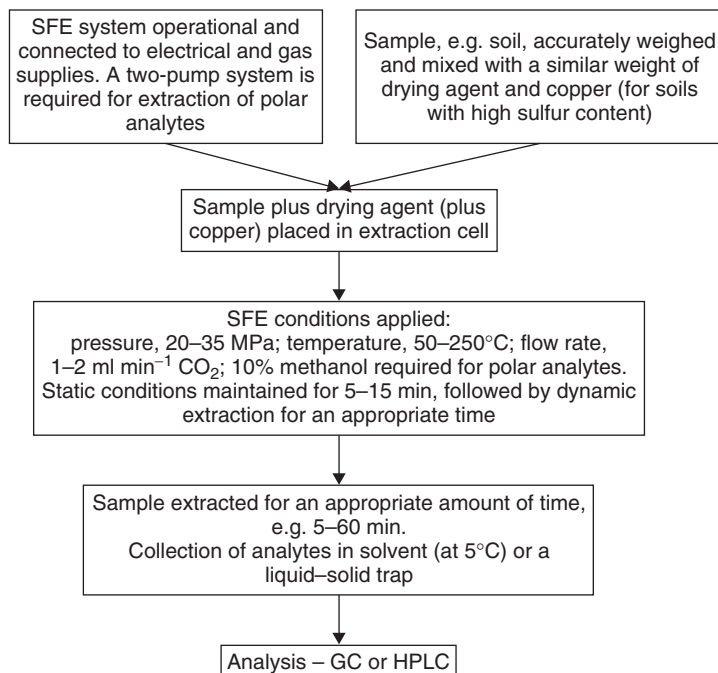 SFE system operational and
connected to electrical and gas
supplies. A two-pump system is
required for extraction of polar
analytes
Sample, e.g. soil, accurately weighed
and mixed with a similar weight of
drying agent and copper (for soils
with high sulfur content)
Sample plus drying agent (plus
copper) placed in extraction cell
SFE conditions applied:
pressure, 20–35 MPa; temperature, 50–250°C; flow rate,
1–2 ml min⁻¹ CO₂; 10% methanol required for polar analytes.
Static conditions maintained for 5–15 min, followed by dynamic
extraction for an appropriate time
Sample extracted for an appropriate amount of time,
e.g. 5–60 min.
Collection of analytes in solvent (at 5°C) or a
liquid–solid trap
Analysis – GC or HPLC